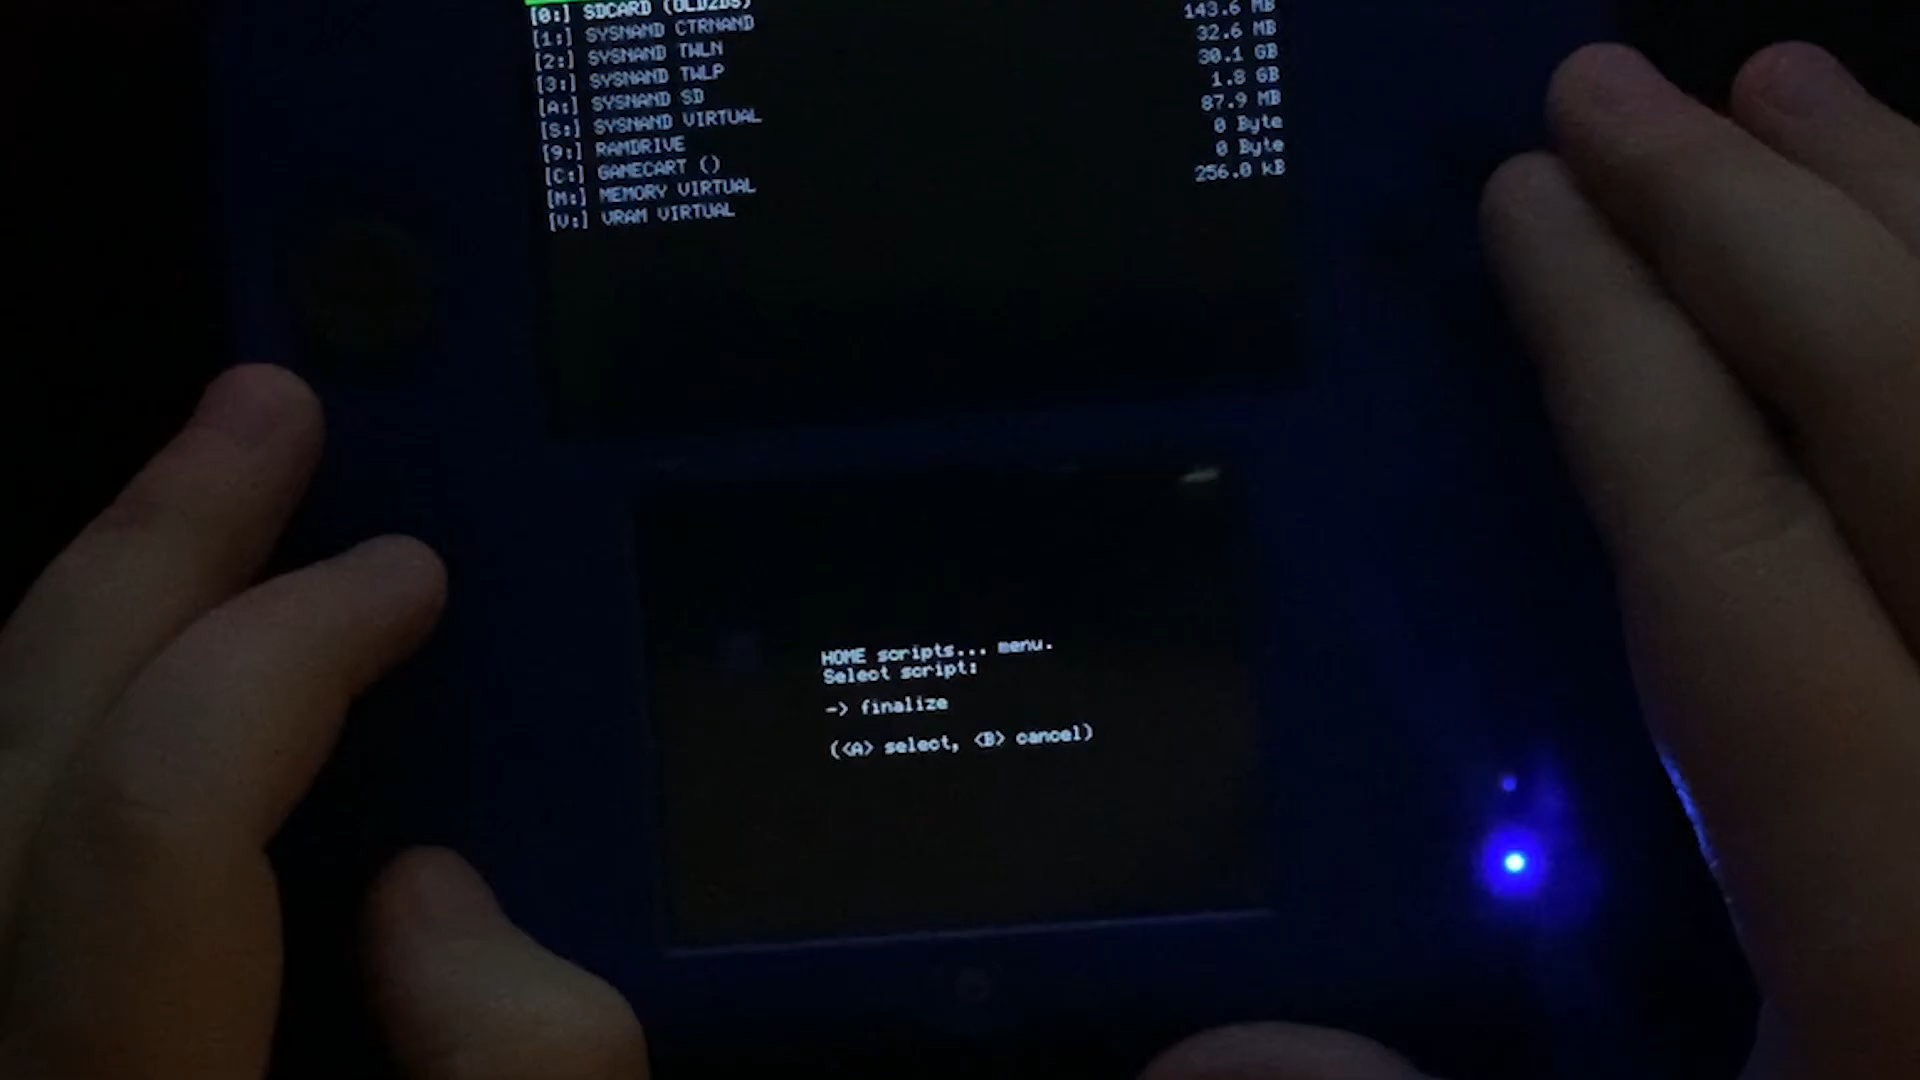 [0:] SDCARD (OLD2DS)
[1:] SYSNAND CTRNAND 143.6 MB
[2:] SYSNAND TWLN 32.6 MB
[3:] SYSNAND TWLP 30.1 GB
[A:] SYSNAND SD 1.8 GB
[S:] SYSNAND VIRTUAL 87.9 MB
[9:] RAMDRIVE 0 Byte
[C:] GAMECART () 0 Byte
[M:] MEMORY VIRTUAL 256.0 kB
[V:] VRAM VIRTUAL
HOME scripts... menu.
Select script:
-> finalize
(<A> select, <B> cancel)